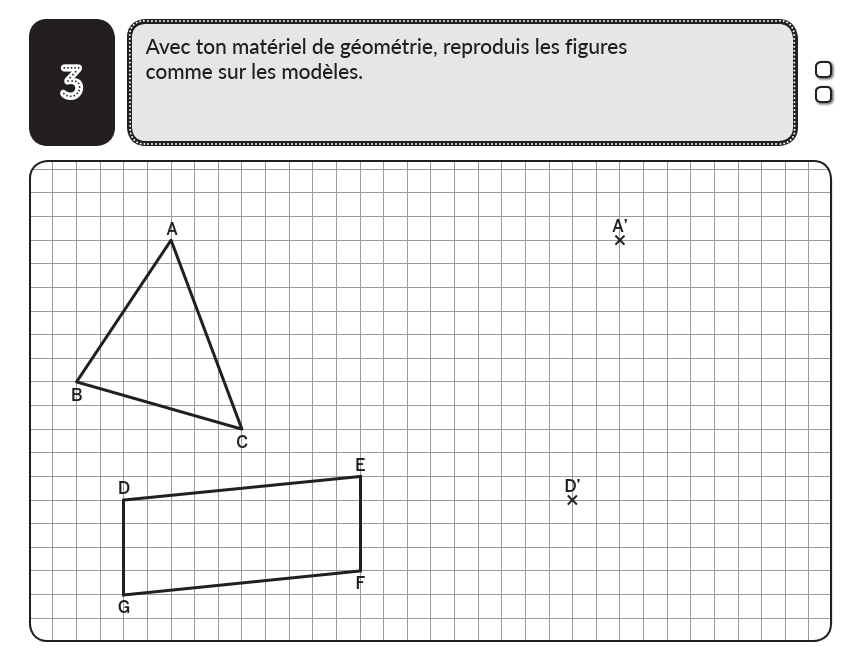 3
Avec ton matériel de géométrie, reproduis les figures
comme sur les modèles.
A
A’
B
C
E
D
D’
F
G